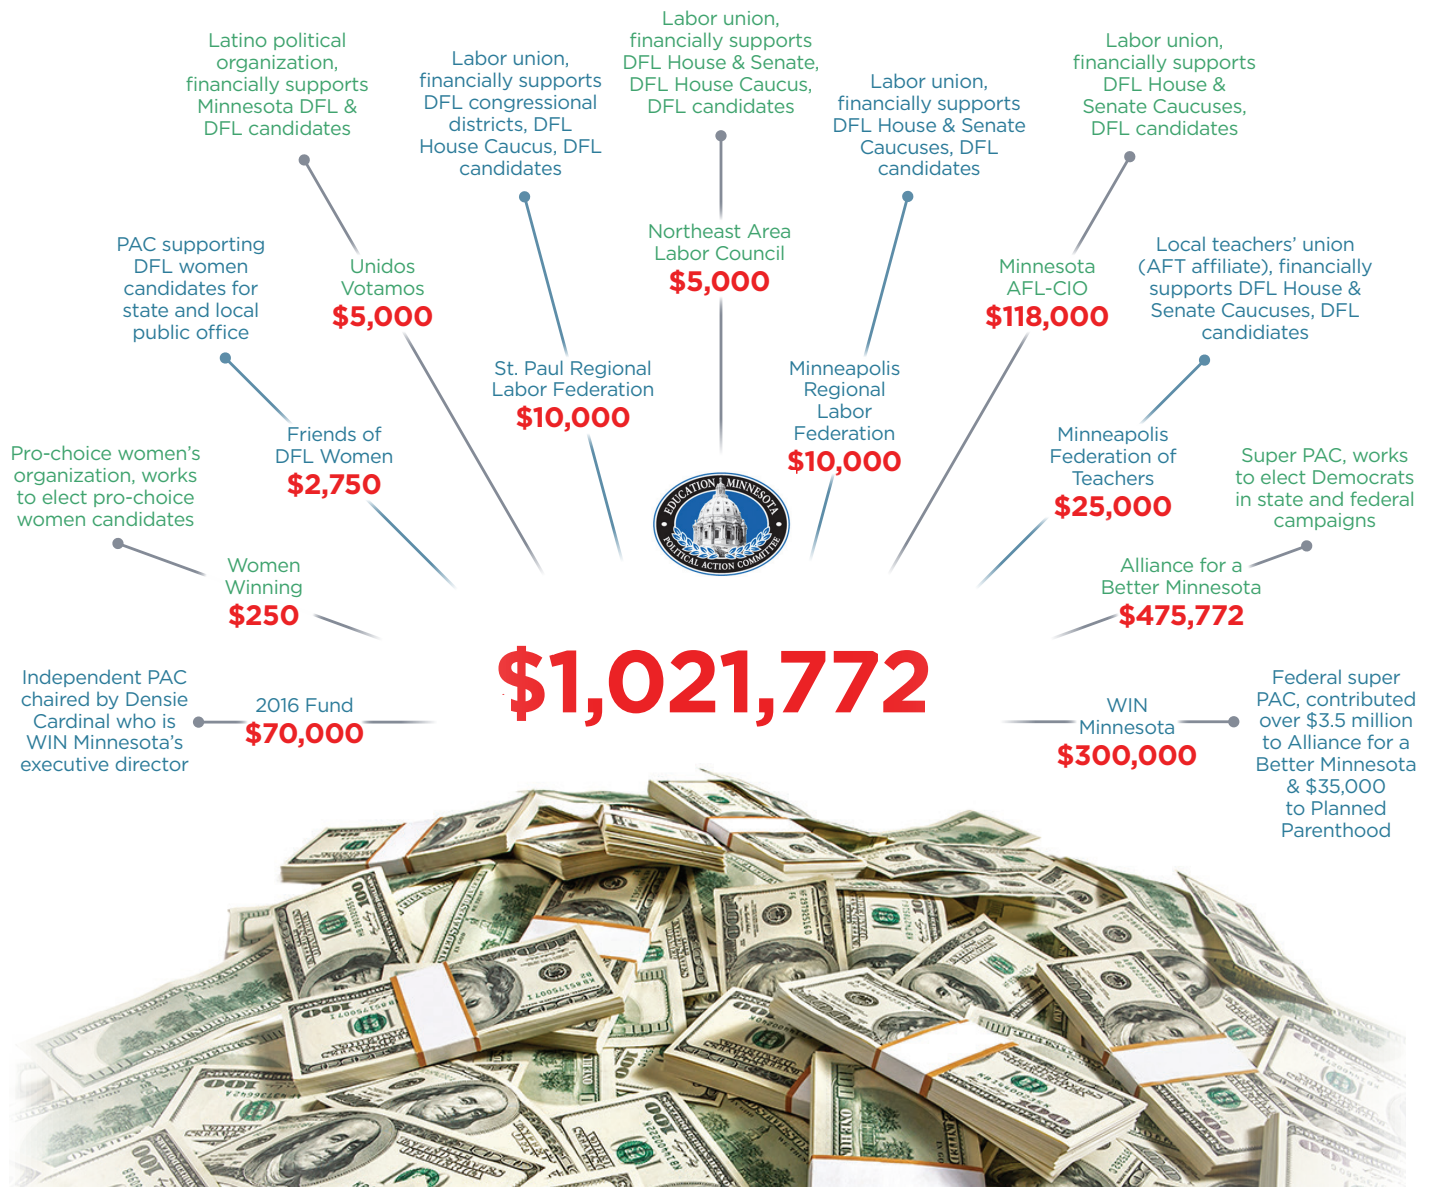 Latino political
organization,
financially supports
Minnesota DFL &
DFL candidates
Labor union,
financially supports
DFL congressional
districts, DFL
House Caucus, DFL
candidates
Labor union,
financially supports
DFL House & Senate,
DFL House Caucus,
DFL candidates
Labor union,
financially supports
DFL House & Senate
Caucuses, DFL
candidates
Labor union,
financially supports
DFL House &
Senate Caucuses,
DFL candidates
PAC supporting
DFL women
candidates for
state and local
public office
Unidos
Votamos
$5,000
Northeast Area
Labor Council
$5,000
Minnesota
AFL-CIO
$118,000
Local teachers’ union
(AFT affiliate), financially
supports DFL House &
Senate Caucuses, DFL
candidiates
St. Paul Regional
Labor Federation
$10,000
Minneapolis
Regional
Labor
Federation
$10,000
Pro-choice women’s
organization, works
to elect pro-choice
women candidates
Friends of
DFL Women
$2,750
EDUCATION MINNESOTA
POLITICAL ACTION COMMITTEE
Minneapolis
Federation of
Teachers
$25,000
Super PAC, works
to elect Democrats
in state and federal
campaigns
Women
Winning
$250
Alliance for a
Better Minnesota
$475,772
Independent PAC
chaired by Densie
Cardinal who is
WIN Minnesota’s
executive director
2016 Fund
$70,000
$1,021,772
WIN
Minnesota
$300,000
Federal super
PAC, contributed
over $3.5 million
to Alliance for a
Better Minnesota
& $35,000
to Planned
Parenthood